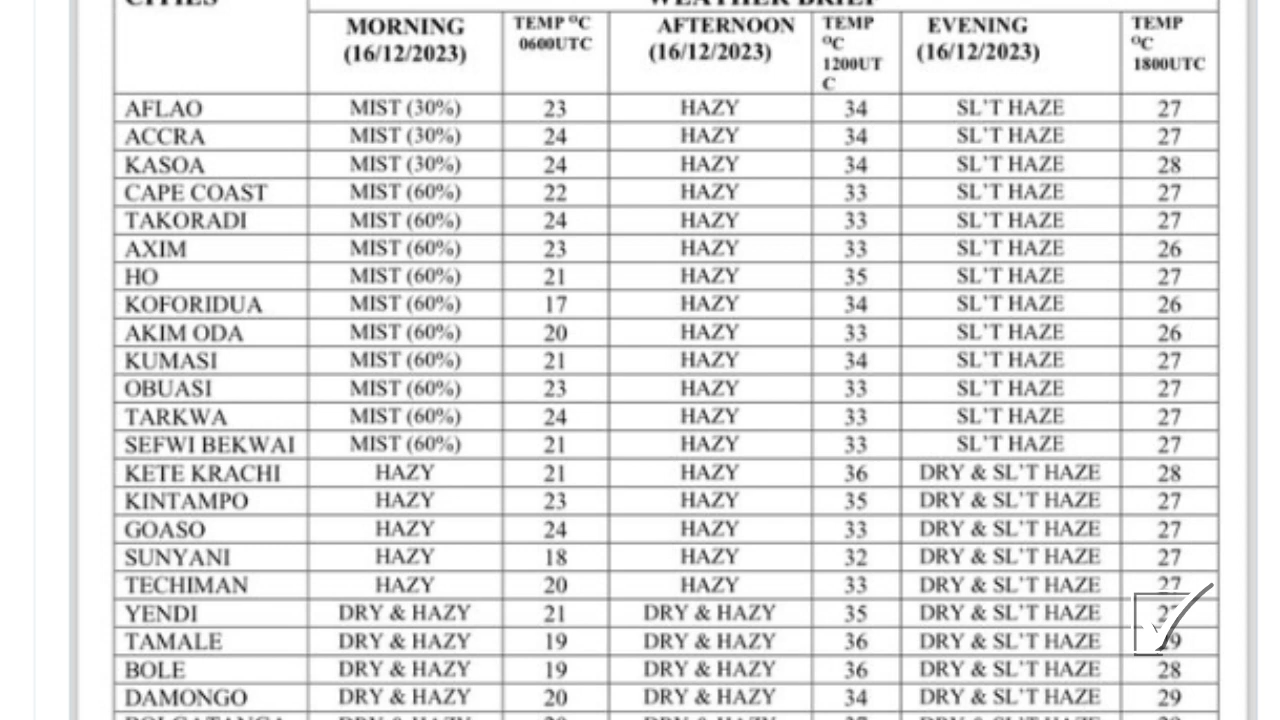 CITIES WEATHER BRIEF
MORNING (16/12/2023) TEMP ⁰C 0600UTC AFTERNOON (16/12/2023) TEMP ⁰C 1200UTC EVENING (16/12/2023) TEMP ⁰C 1800UTC
AFLAO MIST (30%) 23 HAZY 34 SL'T HAZE 27
ACCRA MIST (30%) 24 HAZY 34 SL'T HAZE 27
KASOA MIST (30%) 24 HAZY 34 SL'T HAZE 28
CAPE COAST MIST (60%) 22 HAZY 33 SL'T HAZE 27
TAKORADI MIST (60%) 24 HAZY 33 SL'T HAZE 27
AXIM MIST (60%) 23 HAZY 33 SL'T HAZE 26
HO MIST (60%) 21 HAZY 35 SL'T HAZE 27
KOFORIDUA MIST (60%) 17 HAZY 34 SL'T HAZE 26
AKIM ODA MIST (60%) 20 HAZY 33 SL'T HAZE 26
KUMASI MIST (60%) 21 HAZY 34 SL'T HAZE 27
OBUASI MIST (60%) 23 HAZY 33 SL'T HAZE 27
TARKWA MIST (60%) 24 HAZY 33 SL'T HAZE 27
SEFWI BEKWAI MIST (60%) 21 HAZY 33 SL'T HAZE 27
KETE KRACHI HAZY 21 HAZY 36 DRY & SL'T HAZE 28
KINTAMPO HAZY 23 HAZY 35 DRY & SL'T HAZE 27
GOASO HAZY 24 HAZY 33 DRY & SL'T HAZE 27
SUNYANI HAZY 18 HAZY 32 DRY & SL'T HAZE 27
TECHIMAN HAZY 20 HAZY 33 DRY & SL'T HAZE 27
YENDI DRY & HAZY 21 DRY & HAZY 35 DRY & SL'T HAZE
TAMALE DRY & HAZY 19 DRY & HAZY 36 DRY & SL'T HAZE
BOLE DRY & HAZY 19 DRY & HAZY 36 DRY & SL'T HAZE 28
DAMONGO DRY & HAZY 20 DRY & HAZY 34 DRY & SL'T HAZE 29